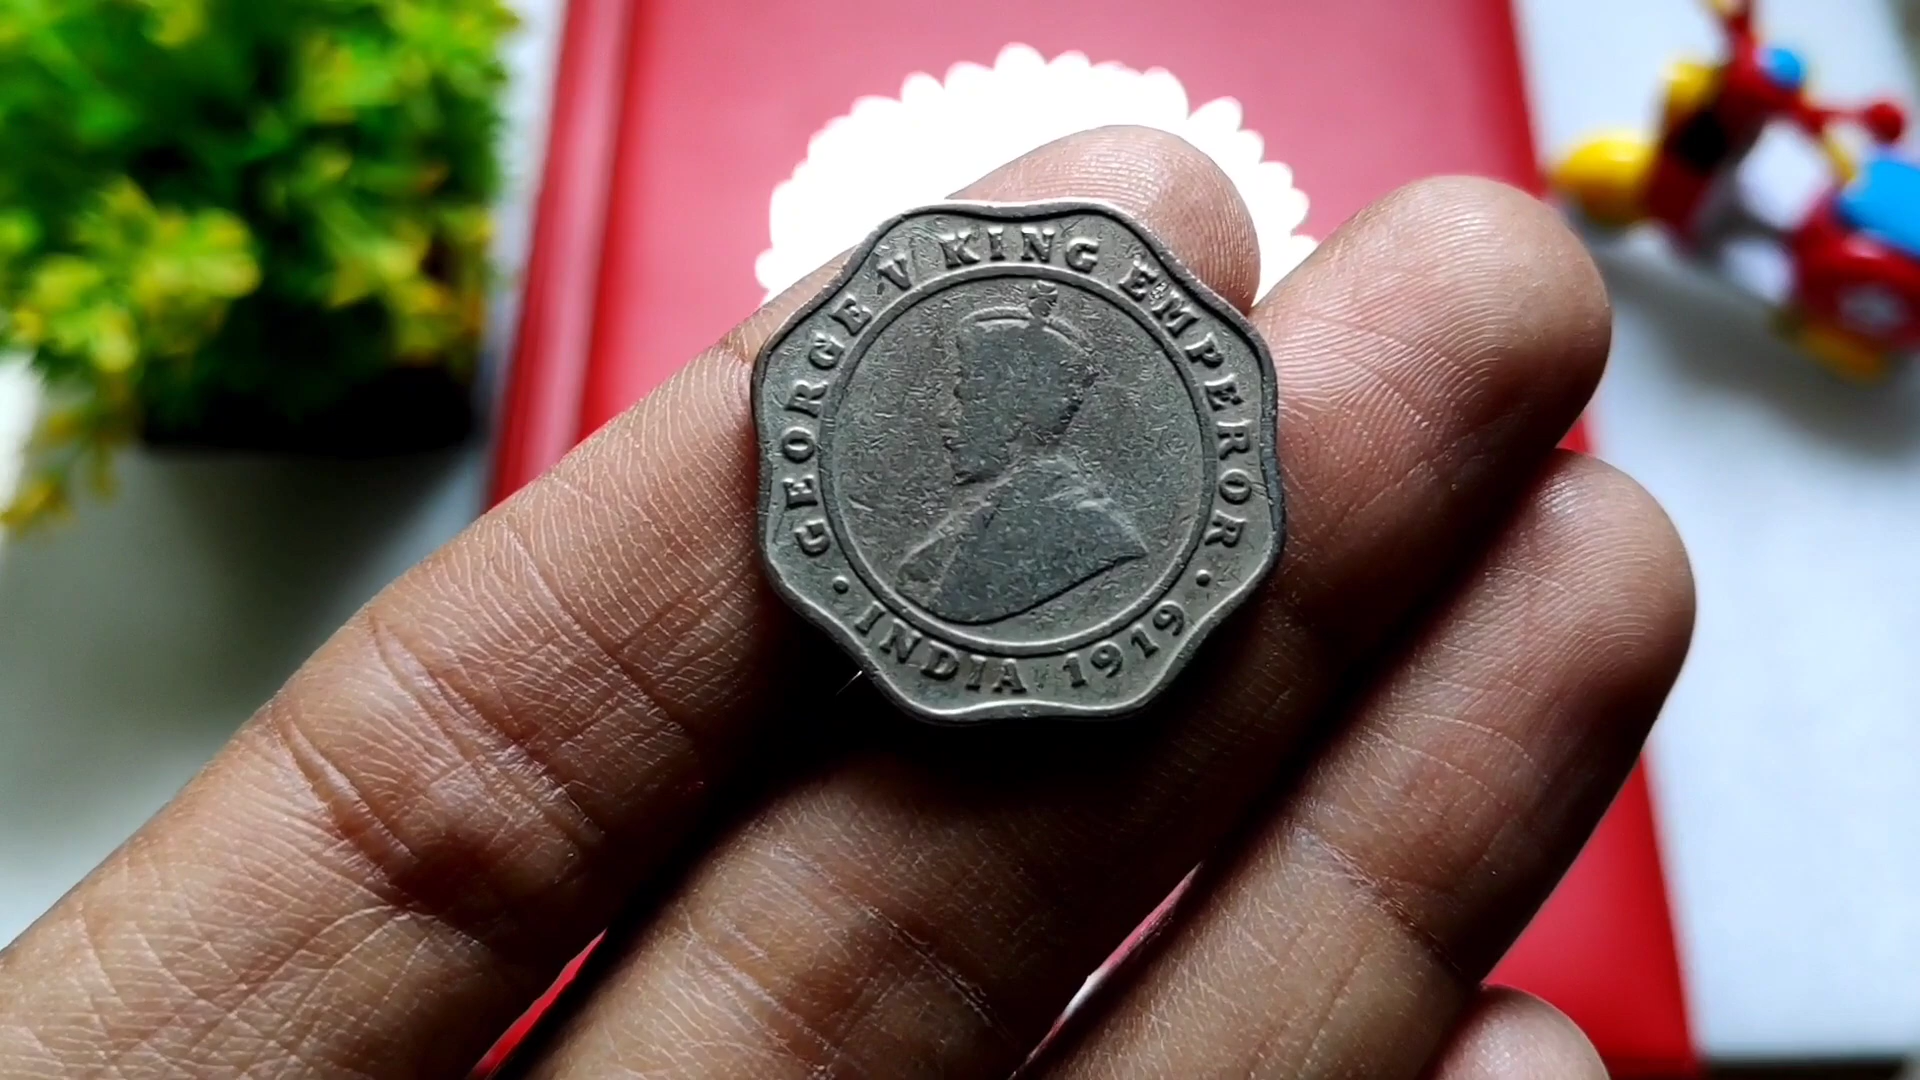 GEORGE V KING EMPEROR
· INDIA 1919 ·